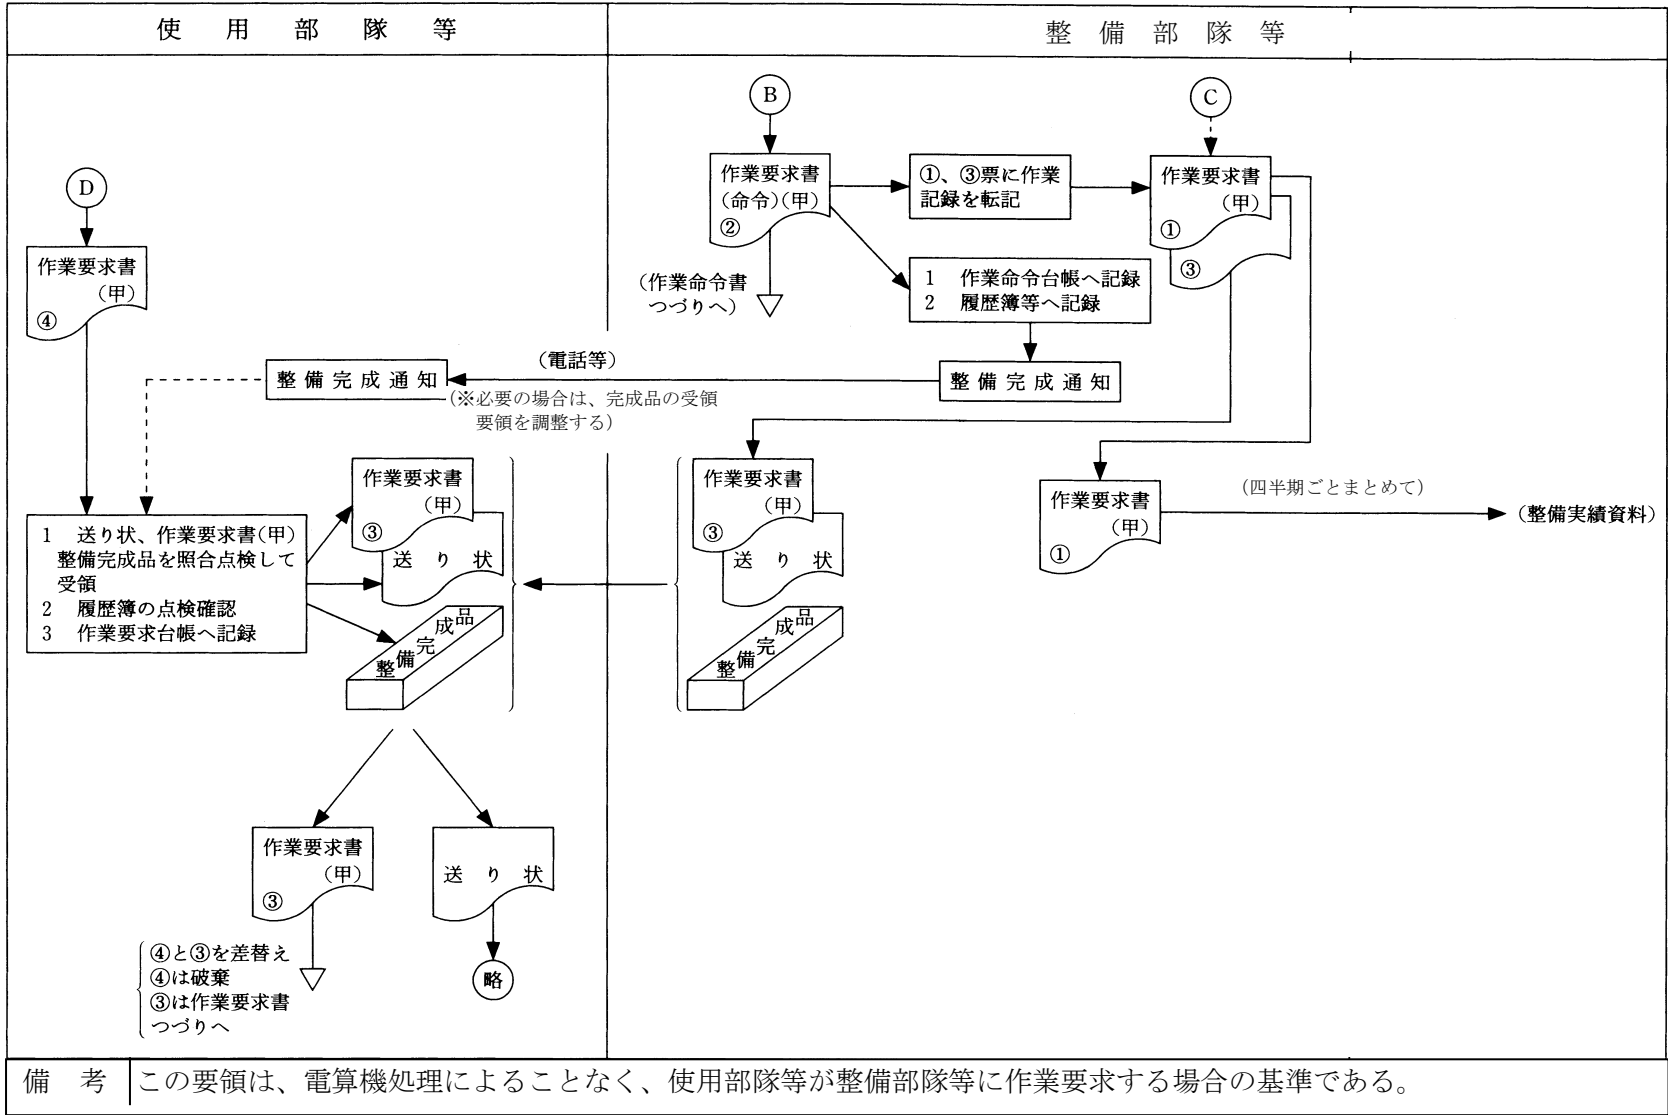 使用部隊等
整備部隊等
B
C
D
作業要求書
(命令)(甲)
②
①、③票に作業
記録を転記
作業要求書
(甲)
①
③
作業要求書
(甲)
④
(作業命令書
つづりへ)
1 作業命令台帳へ記録
2 履歴簿等へ記録
整備完成通知
(電話等)
整備完成通知
(※必要の場合は、完成品の受領
要領を調整する)
作業要求書
(甲)
③
送り状
整備完成品
作業要求書
(甲)
③
送り状
整備完成品
作業要求書
(甲)
①
(四半期ごとまとめて)
(整備実績資料)
1 送り状、作業要求書(甲)
整備完成品を照合点検して
受領
2 履歴簿の点検確認
3 作業要求台帳へ記録
作業要求書
(甲)
③
送り状
④と③を差替え
④は破棄
③は作業要求書
つづりへ
略
備考 この要領は、電算機処理によることなく、使用部隊等が整備部隊等に作業要求する場合の基準である。